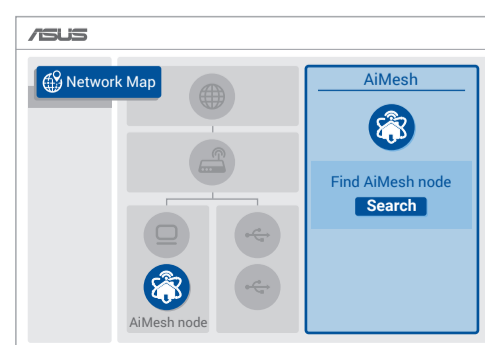 ASUS
Network Map
AiMesh
Find AiMesh node
Search
AiMesh node